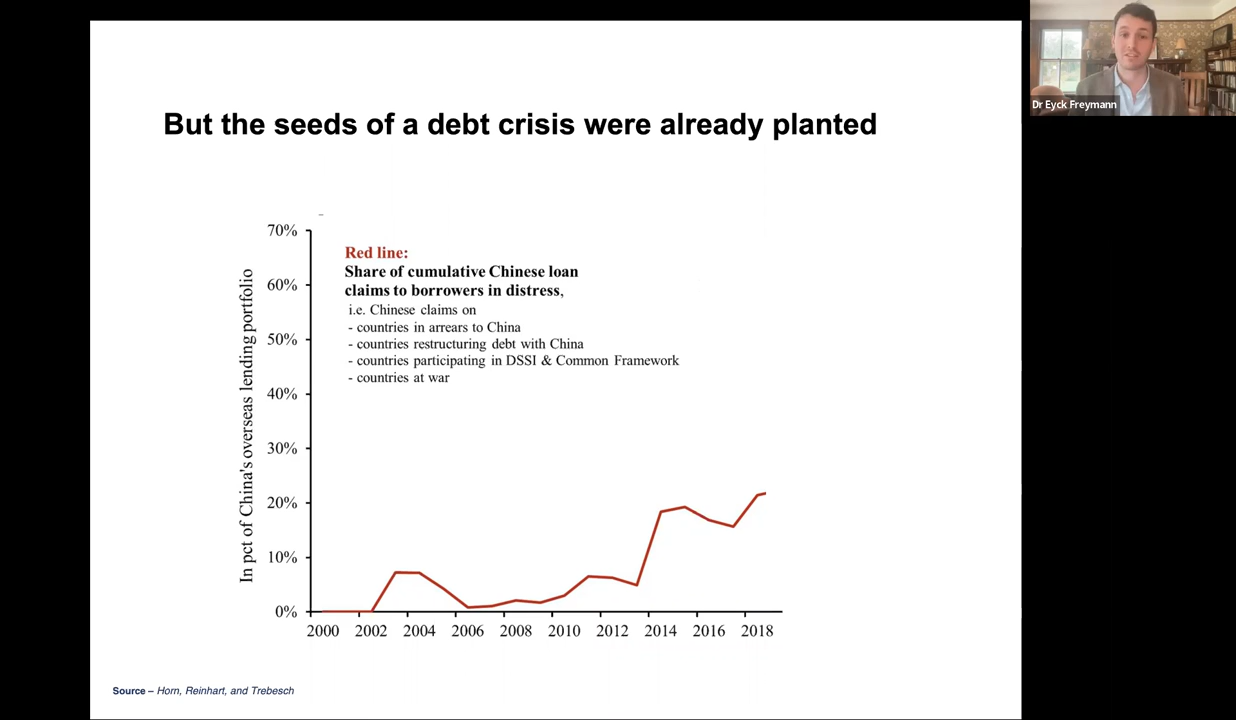 But the seeds of a debt crisis were already planted
Dr Eyck Freymann
In pct of China's overseas lending portfolio
70%
60%
50%
40%
30%
20%
10%
0%
Red line:
Share of cumulative Chinese loan
claims to borrowers in distress,
i.e. Chinese claims on
- countries in arrears to China
- countries restructuring debt with China
- countries participating in DSSI & Common Framework
- countries at war
2000 2002 2004 2006 2008 2010 2012 2014 2016 2018
Source – Horn, Reinhart, and Trebesch